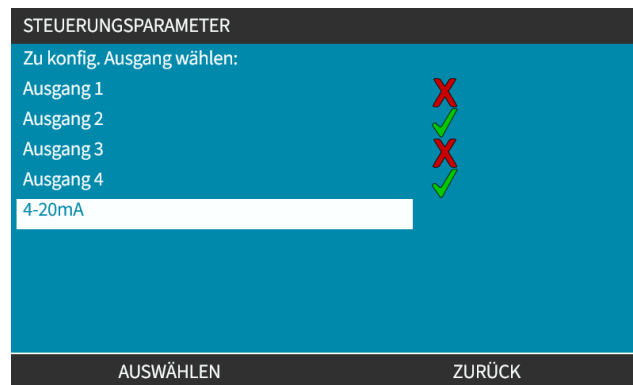 STEUERUNGSPARAMETER
Zu konfig. Ausgang wählen:
Ausgang 1
Ausgang 2
Ausgang 3
Ausgang 4
4-20mA
AUSWÄHLEN ZURÜCK